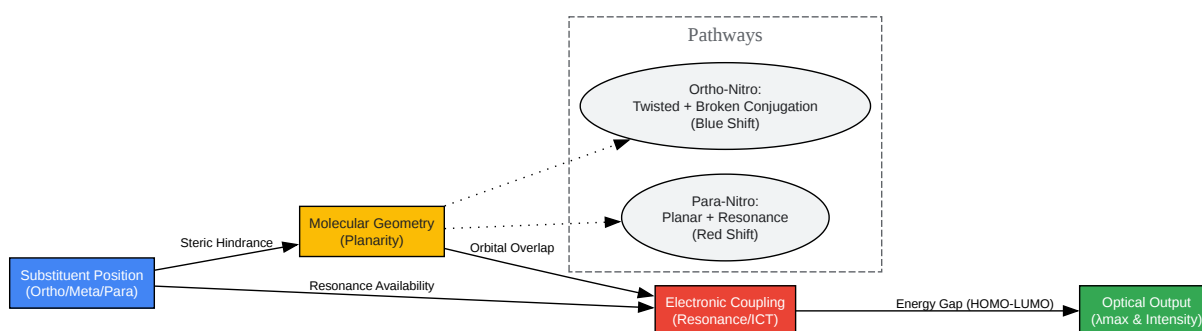 Pathways
Ortho-Nitro:
Twisted + Broken Conjugation
(Blue Shift)
Para-Nitro:
Planar + Resonance
(Red Shift)
Molecular Geometry
(Planarity)
Steric Hindrance
Orbital Overlap
Substituent Position
(Ortho/Meta/Para)
Resonance Availability
Electronic Coupling
(Resonance/ICT)
Energy Gap (HOMO-LUMO)
Optical Output
(λmax & Intensity)